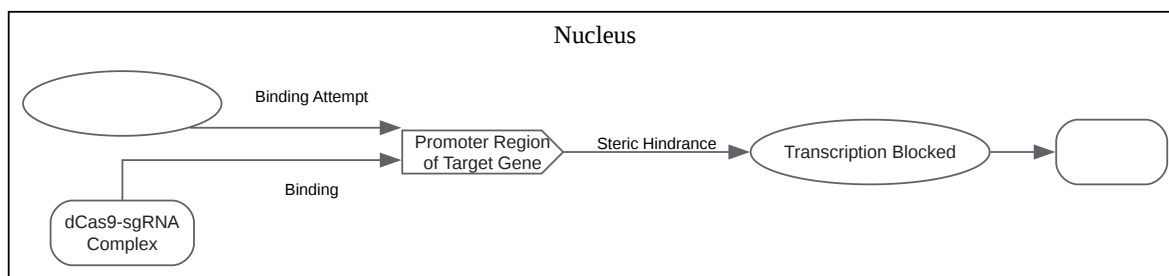 Nucleus
Binding Attempt
Promoter Region
of Target Gene
Steric Hindrance
Transcription Blocked
Binding
dCas9-sgRNA
Complex